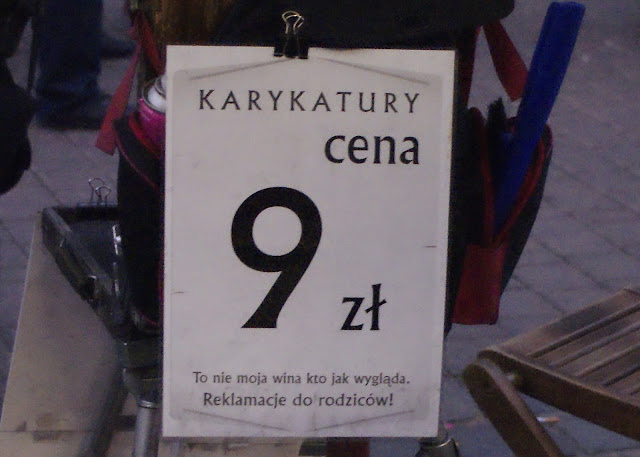 KARYKATURY
cena
9 zł
To nie moja wina kto jak wygląda.
Reklamacje do rodziców!